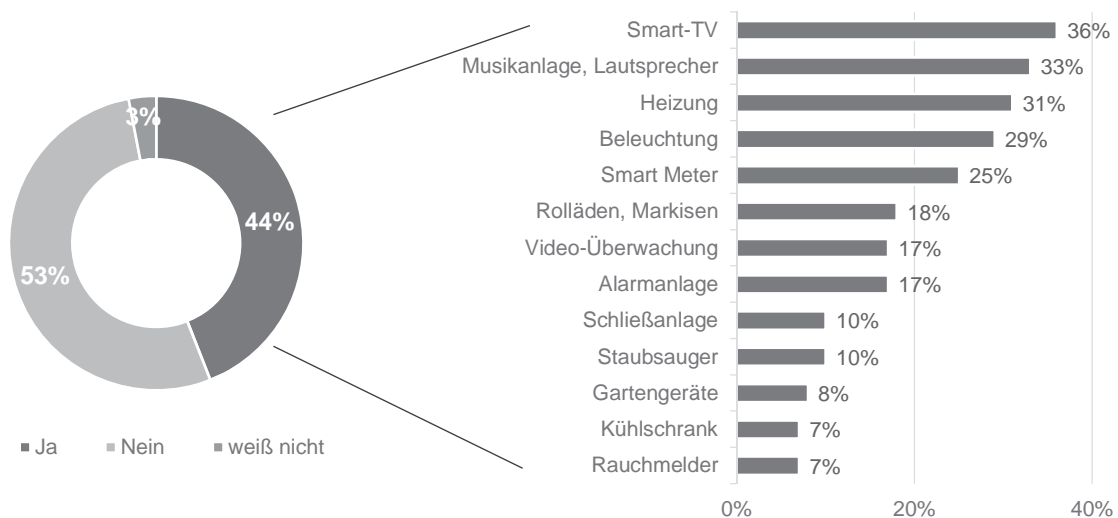 3%
44%
53%
Ja
Nein
weiß nicht
Smart-TV 36%
Musikanlage, Lautsprecher 33%
Heizung 31%
Beleuchtung 29%
Smart Meter 25%
Rolläden, Markisen 18%
Video-Überwachung 17%
Alarmanlage 17%
Schließanlage 10%
Staubsauger 10%
Gartengeräte 8%
Kühlschrank 7%
Rauchmelder 7%
0% 20% 40%